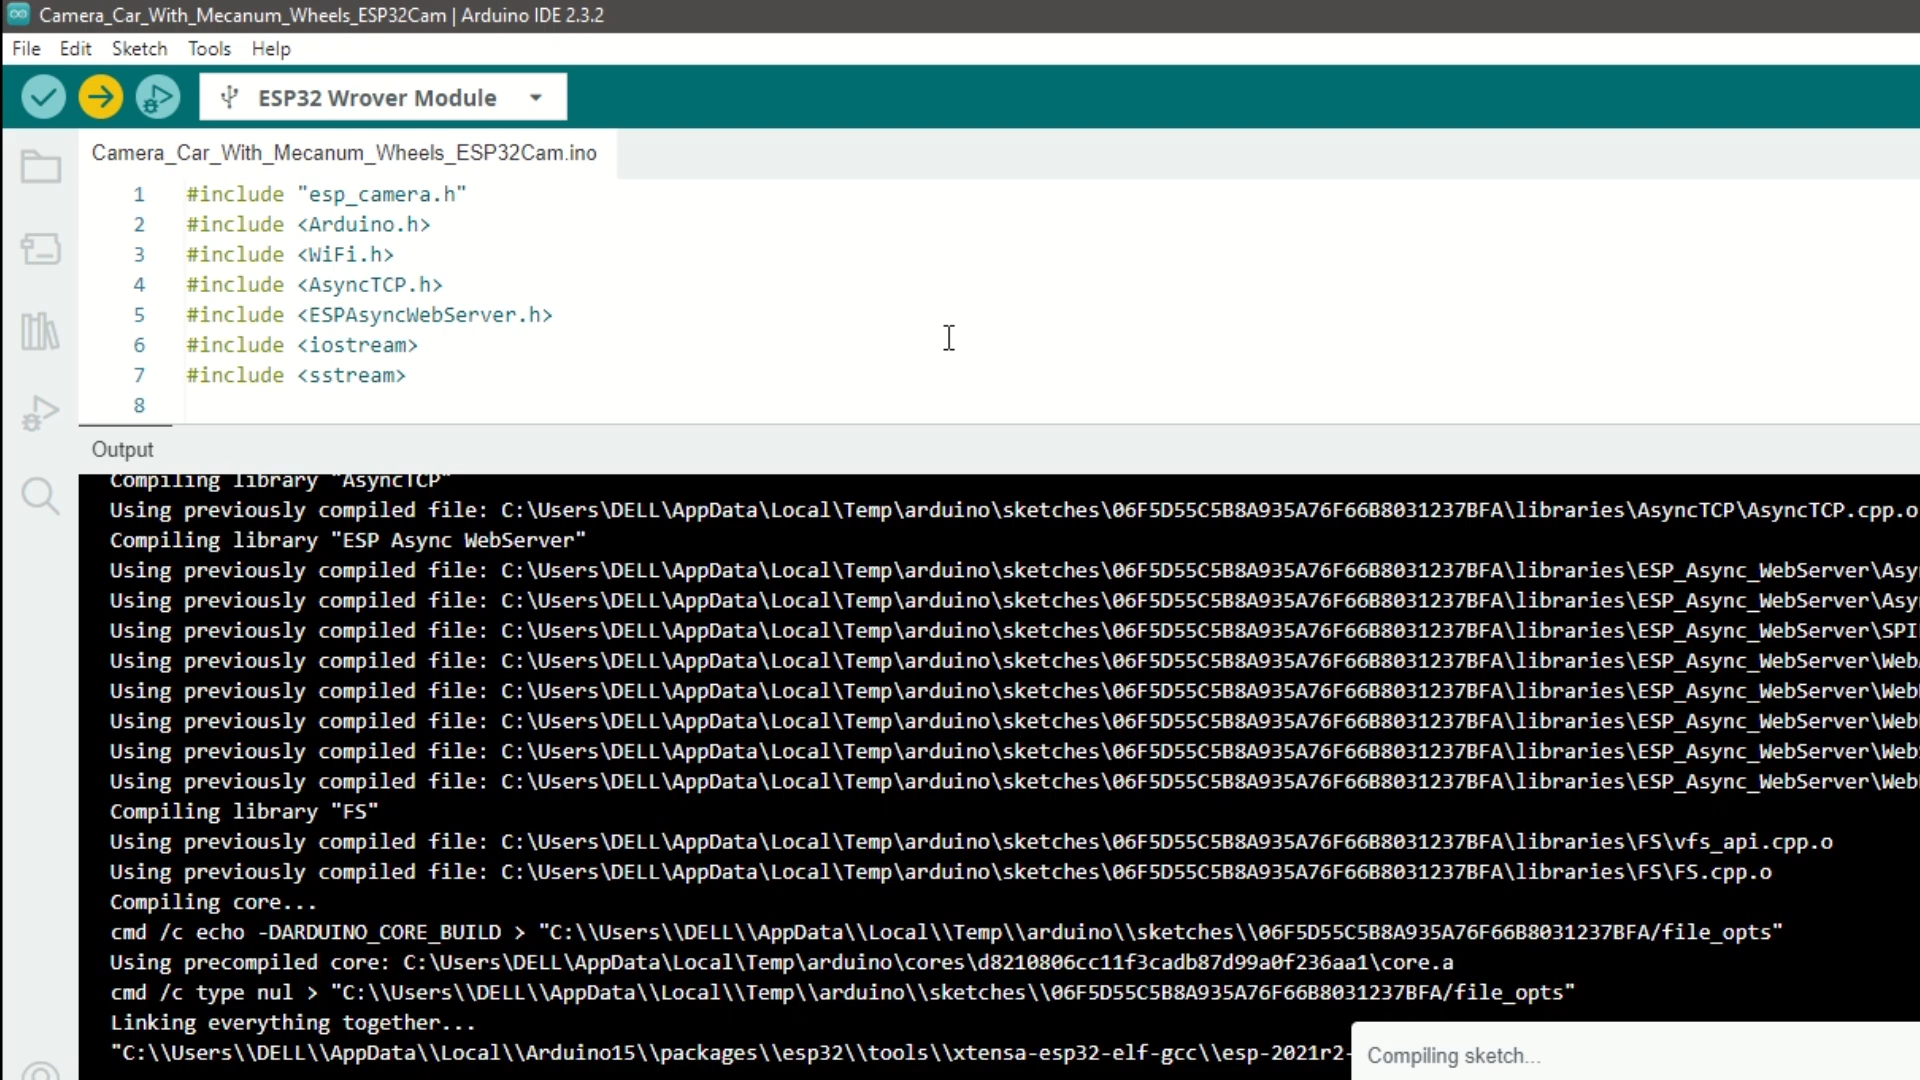 Camera_Car_With_Mecanum_Wheels_ESP32Cam | Arduino IDE 2.3.2
File Edit Sketch Tools Help
ESP32 Wrover Module
Camera_Car_With_Mecanum_Wheels_ESP32Cam.ino
1 #include "esp_camera.h"
2 #include <Arduino.h>
3 #include <WiFi.h>
4 #include <AsyncTCP.h>
5 #include <ESPAsyncWebServer.h>
6 #include <iostream>
7 #include <sstream>
8
Output
Compiling library "AsyncTCP"
Using previously compiled file: C:\Users\DELL\AppData\Local\Temp\arduino\sketches\06F5D55C5B8A935A76F66B8031237BFA\libraries\AsyncTCP\AsyncTCP.cpp.o
Compiling library "ESP Async WebServer"
Using previously compiled file: C:\Users\DELL\AppData\Local\Temp\arduino\sketches\06F5D55C5B8A935A76F66B8031237BFA\libraries\ESP_Async_WebServer\Asy
Using previously compiled file: C:\Users\DELL\AppData\Local\Temp\arduino\sketches\06F5D55C5B8A935A76F66B8031237BFA\libraries\ESP_Async_WebServer\Asy
Using previously compiled file: C:\Users\DELL\AppData\Local\Temp\arduino\sketches\06F5D55C5B8A935A76F66B8031237BFA\libraries\ESP_Async_WebServer\SPI
Using previously compiled file: C:\Users\DELL\AppData\Local\Temp\arduino\sketches\06F5D55C5B8A935A76F66B8031237BFA\libraries\ESP_Async_WebServer\Web
Using previously compiled file: C:\Users\DELL\AppData\Local\Temp\arduino\sketches\06F5D55C5B8A935A76F66B8031237BFA\libraries\ESP_Async_WebServer\Web
Using previously compiled file: C:\Users\DELL\AppData\Local\Temp\arduino\sketches\06F5D55C5B8A935A76F66B8031237BFA\libraries\ESP_Async_WebServer\Web
Using previously compiled file: C:\Users\DELL\AppData\Local\Temp\arduino\sketches\06F5D55C5B8A935A76F66B8031237BFA\libraries\ESP_Async_WebServer\Web
Using previously compiled file: C:\Users\DELL\AppData\Local\Temp\arduino\sketches\06F5D55C5B8A935A76F66B8031237BFA\libraries\ESP_Async_WebServer\Web
Compiling library "FS"
Using previously compiled file: C:\Users\DELL\AppData\Local\Temp\arduino\sketches\06F5D55C5B8A935A76F66B8031237BFA\libraries\FS\vfs_api.cpp.o
Using previously compiled file: C:\Users\DELL\AppData\Local\Temp\arduino\sketches\06F5D55C5B8A935A76F66B8031237BFA\libraries\FS\FS.cpp.o
Compiling core...
cmd /c echo -DARDUINO_CORE_BUILD > "C:\\Users\\DELL\\AppData\\Local\\Temp\\arduino\\sketches\\06F5D55C5B8A935A76F66B8031237BFA/file_opts"
Using precompiled core: C:\Users\DELL\AppData\Local\Temp\arduino\cores\d8210806cc11f3cadb87d99a0f236aa1\core.a
cmd /c type nul > "C:\\Users\\DELL\\AppData\\Local\\Temp\\arduino\\sketches\\06F5D55C5B8A935A76F66B8031237BFA/file_opts"
Linking everything together...
"C:\\Users\\DELL\\AppData\\Local\\Arduino15\\packages\\esp32\\tools\\xtensa-esp32-elf-gcc\\esp-2021r2-
Compiling sketch...